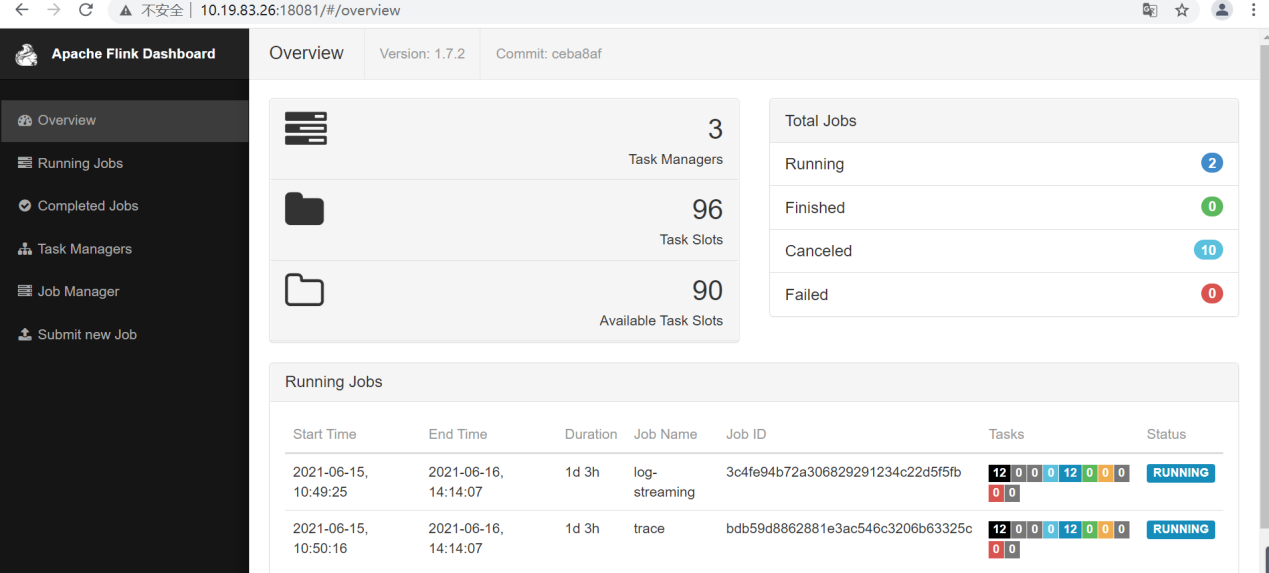 不安全 10.19.83.26:18081/#/overview
Apache Flink Dashboard
Overview Version: 1.7.2 Commit: ceba8af
Overview
Running Jobs
Completed Jobs
Task Managers
Job Manager
Submit new Job
3
Task Managers
96
Task Slots
90
Available Task Slots
Total Jobs
Running 2
Finished 0
Canceled 10
Failed 0
Running Jobs
Start Time End Time Duration Job Name Job ID Tasks Status
2021-06-15, 2021-06-16, 1d 3h log- 3c4fe94b72a306829291234c22d5f5fb 12 0 0 0 12 0 0 0 RUNNING
10:49:25 14:14:07 streaming 0 0
2021-06-15, 2021-06-16, 1d 3h trace bdb59d8862881e3ac546c3206b63325c 12 0 0 0 12 0 0 0 RUNNING
10:50:16 14:14:07 0 0